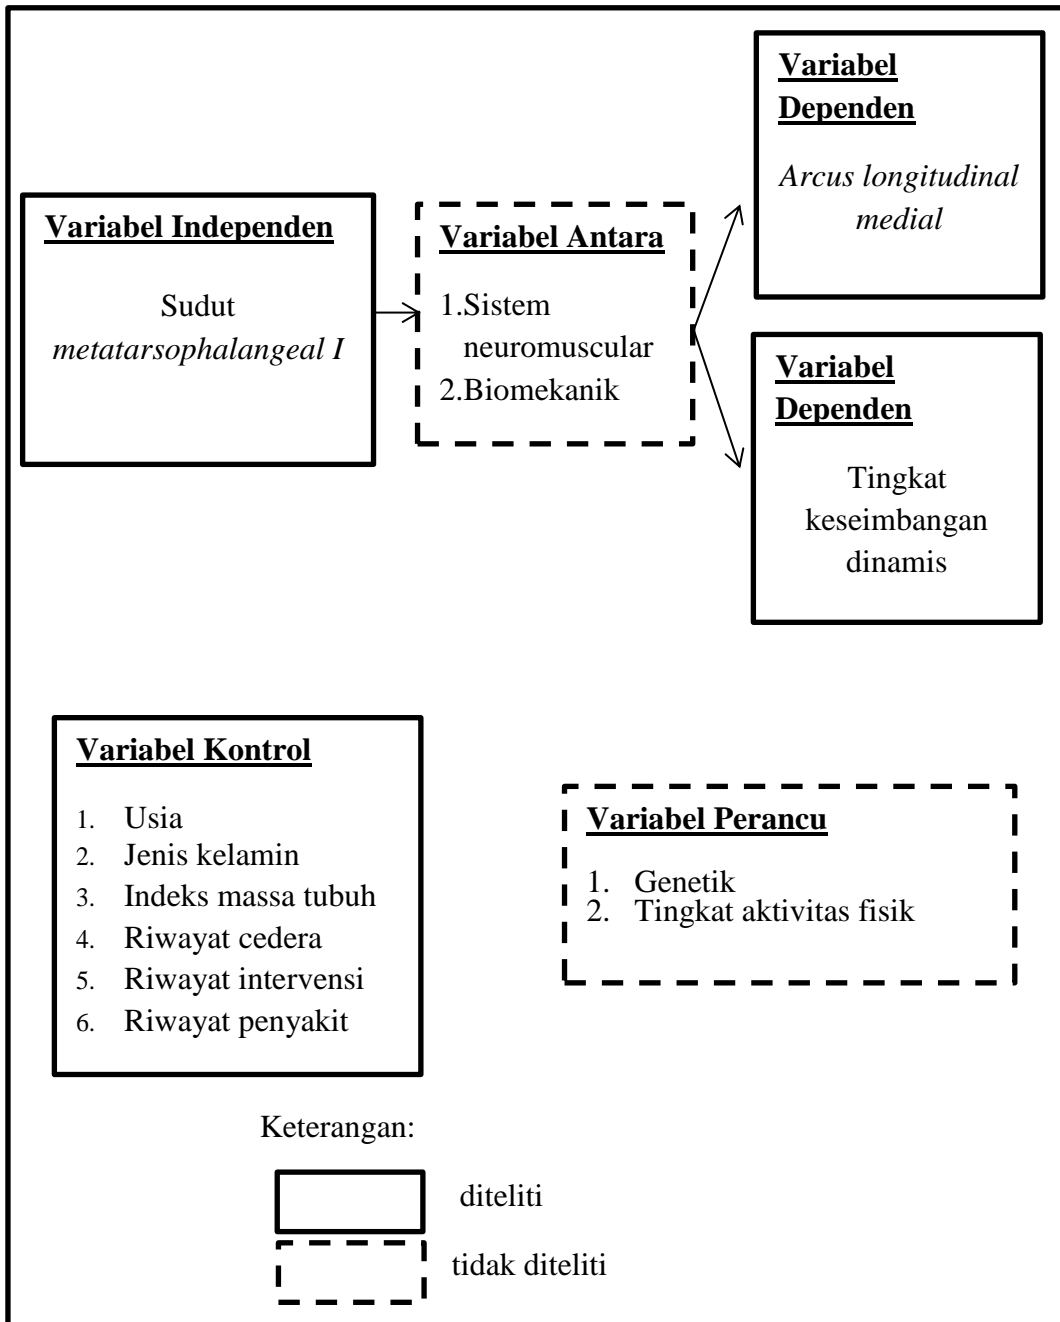 Variabel
Dependen
Arcus longitudinal
medial
Variabel Independen
Sudut
metatarsophalangeal I
Variabel Antara
1.Sistem
neuromuscular
2.Biomekanik
Variabel
Dependen
Tingkat
keseimbangan
dinamis
Variabel Kontrol
1. Usia
2. Jenis kelamin
3. Indeks massa tubuh
4. Riwayat cedera
5. Riwayat intervensi
6. Riwayat penyakit
Variabel Perancu
1. Genetik
2. Tingkat aktivitas fisik
Keterangan:
diteliti
tidak diteliti